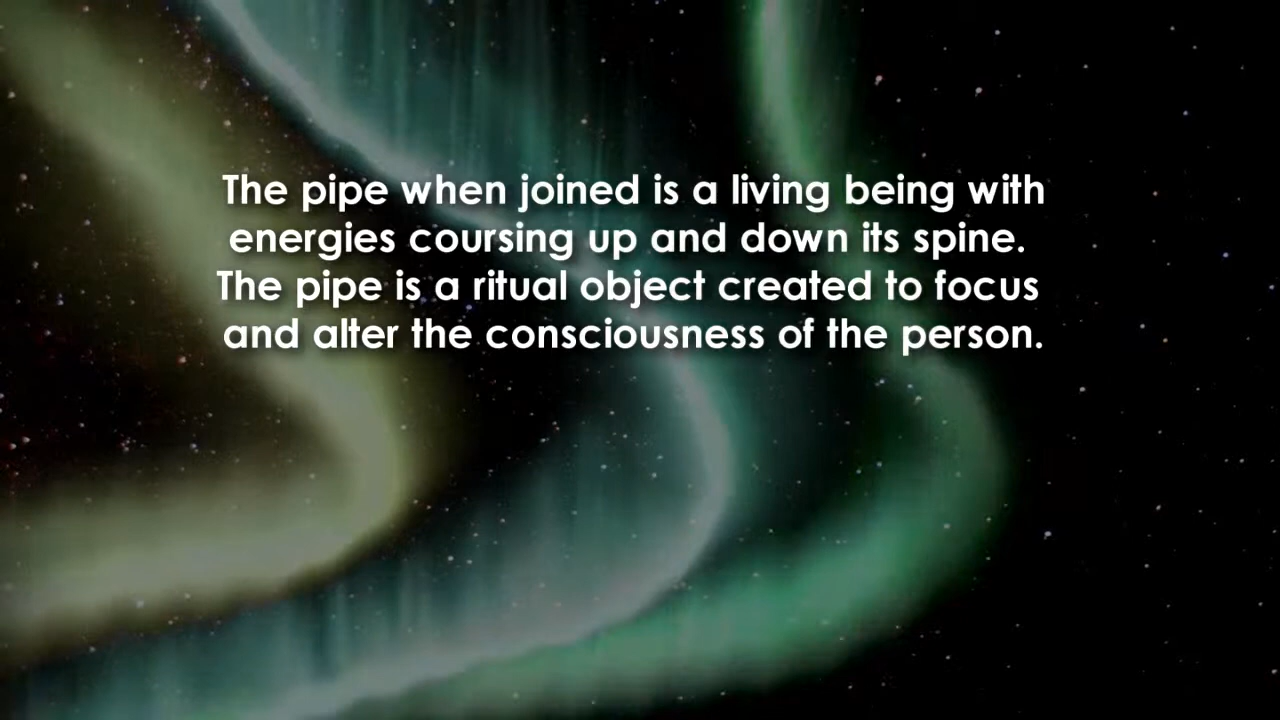 The pipe when joined is a living being with
energies coursing up and down its spine.
The pipe is a ritual object created to focus
and alter the consciousness of the person.